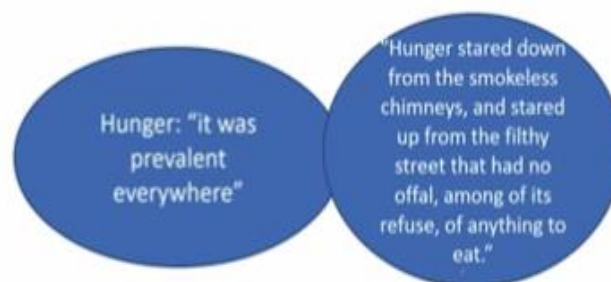 Hunger: “it was
prevalent
everywhere”
“Hunger stared down
from the smokeless
chimneys, and stared
up from the filthy
street that had no
offal, among of its
refuse, of anything to
eat.”